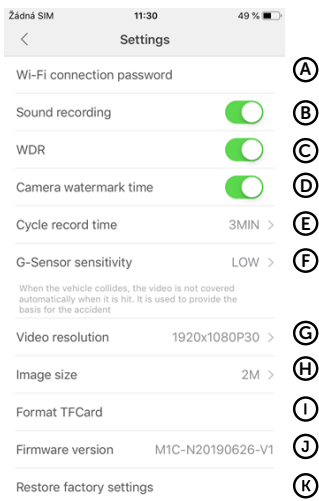 Žádná SIM 11:30 49 %
Settings
Wi-Fi connection password A
Sound recording B
WDR C
Camera watermark time D
Cycle record time 3MIN E
G-Sensor sensitivity LOW F
When the vehicle collides, the video is not covered
automatically when it is hit. It is used to provide the
basis for the accident
Video resolution 1920x1080P30 G
Image size 2M H
Format TFCard I
Firmware version M1C-N20190626-V1 J
Restore factory settings K